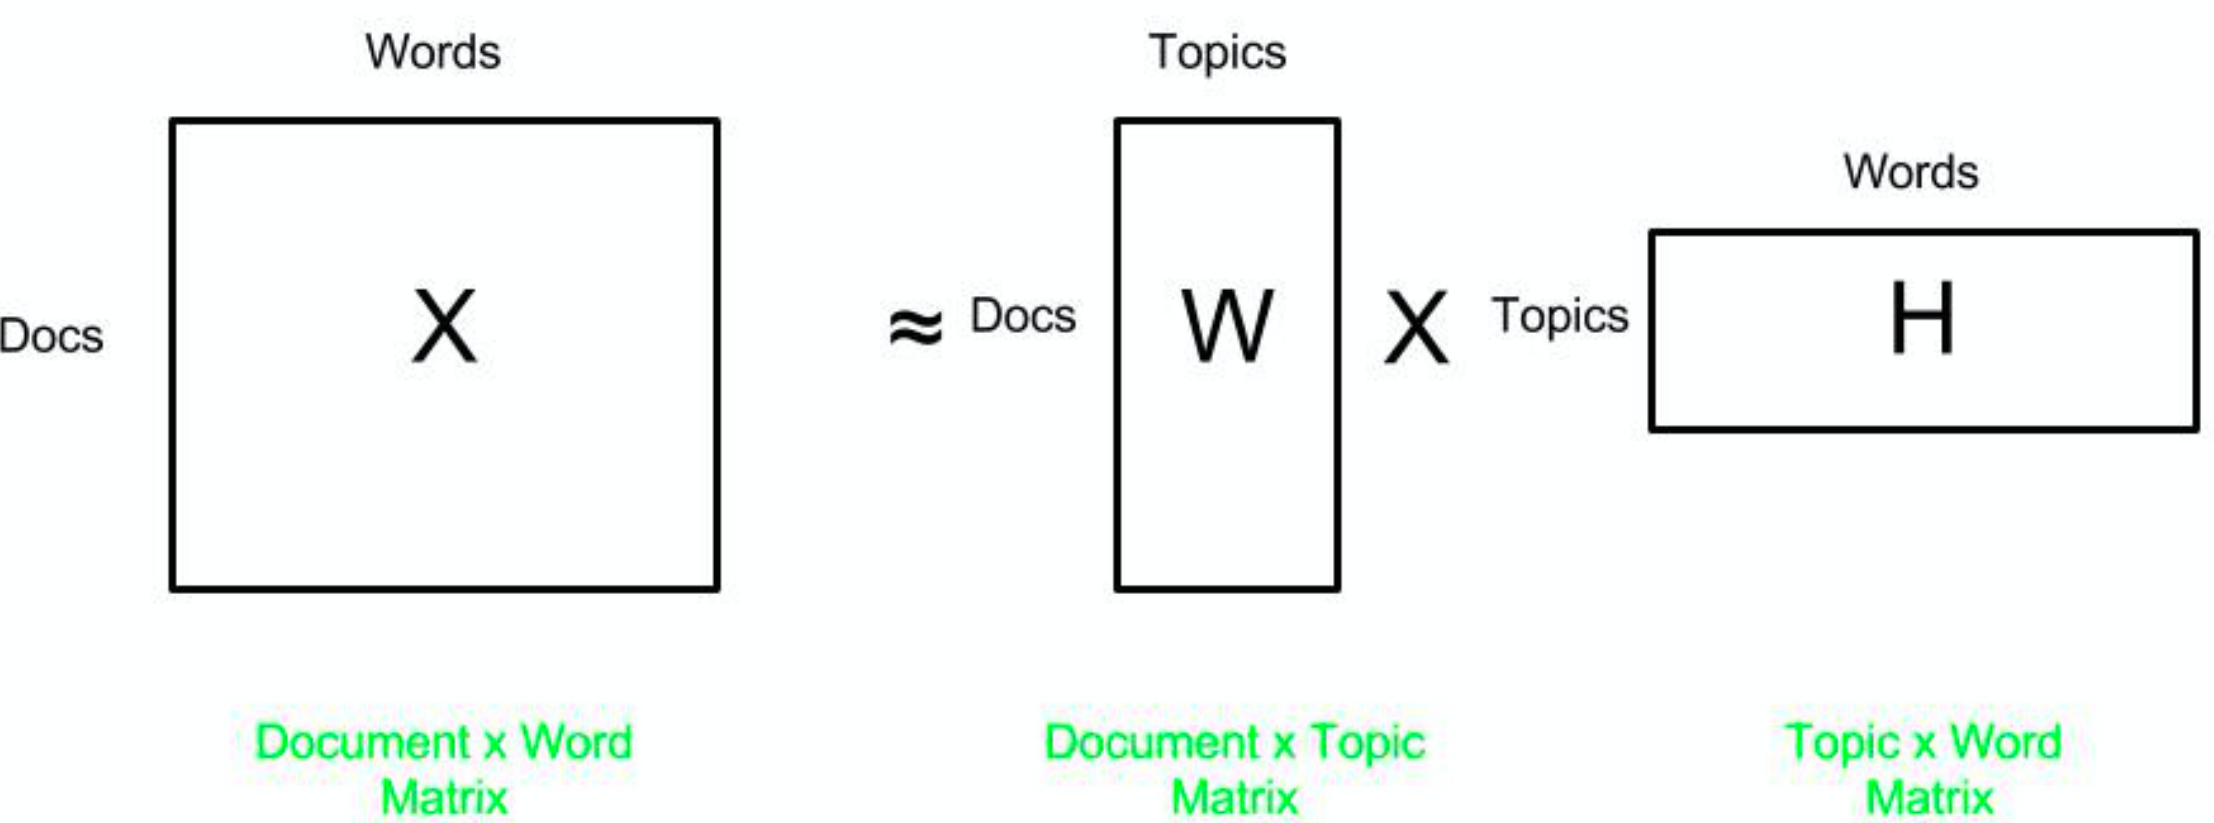 Words
Topics
Words
Docs
X
≈
Docs
W
X
Topics
H
Document x Word
Matrix
Document x Topic
Matrix
Topic x Word
Matrix